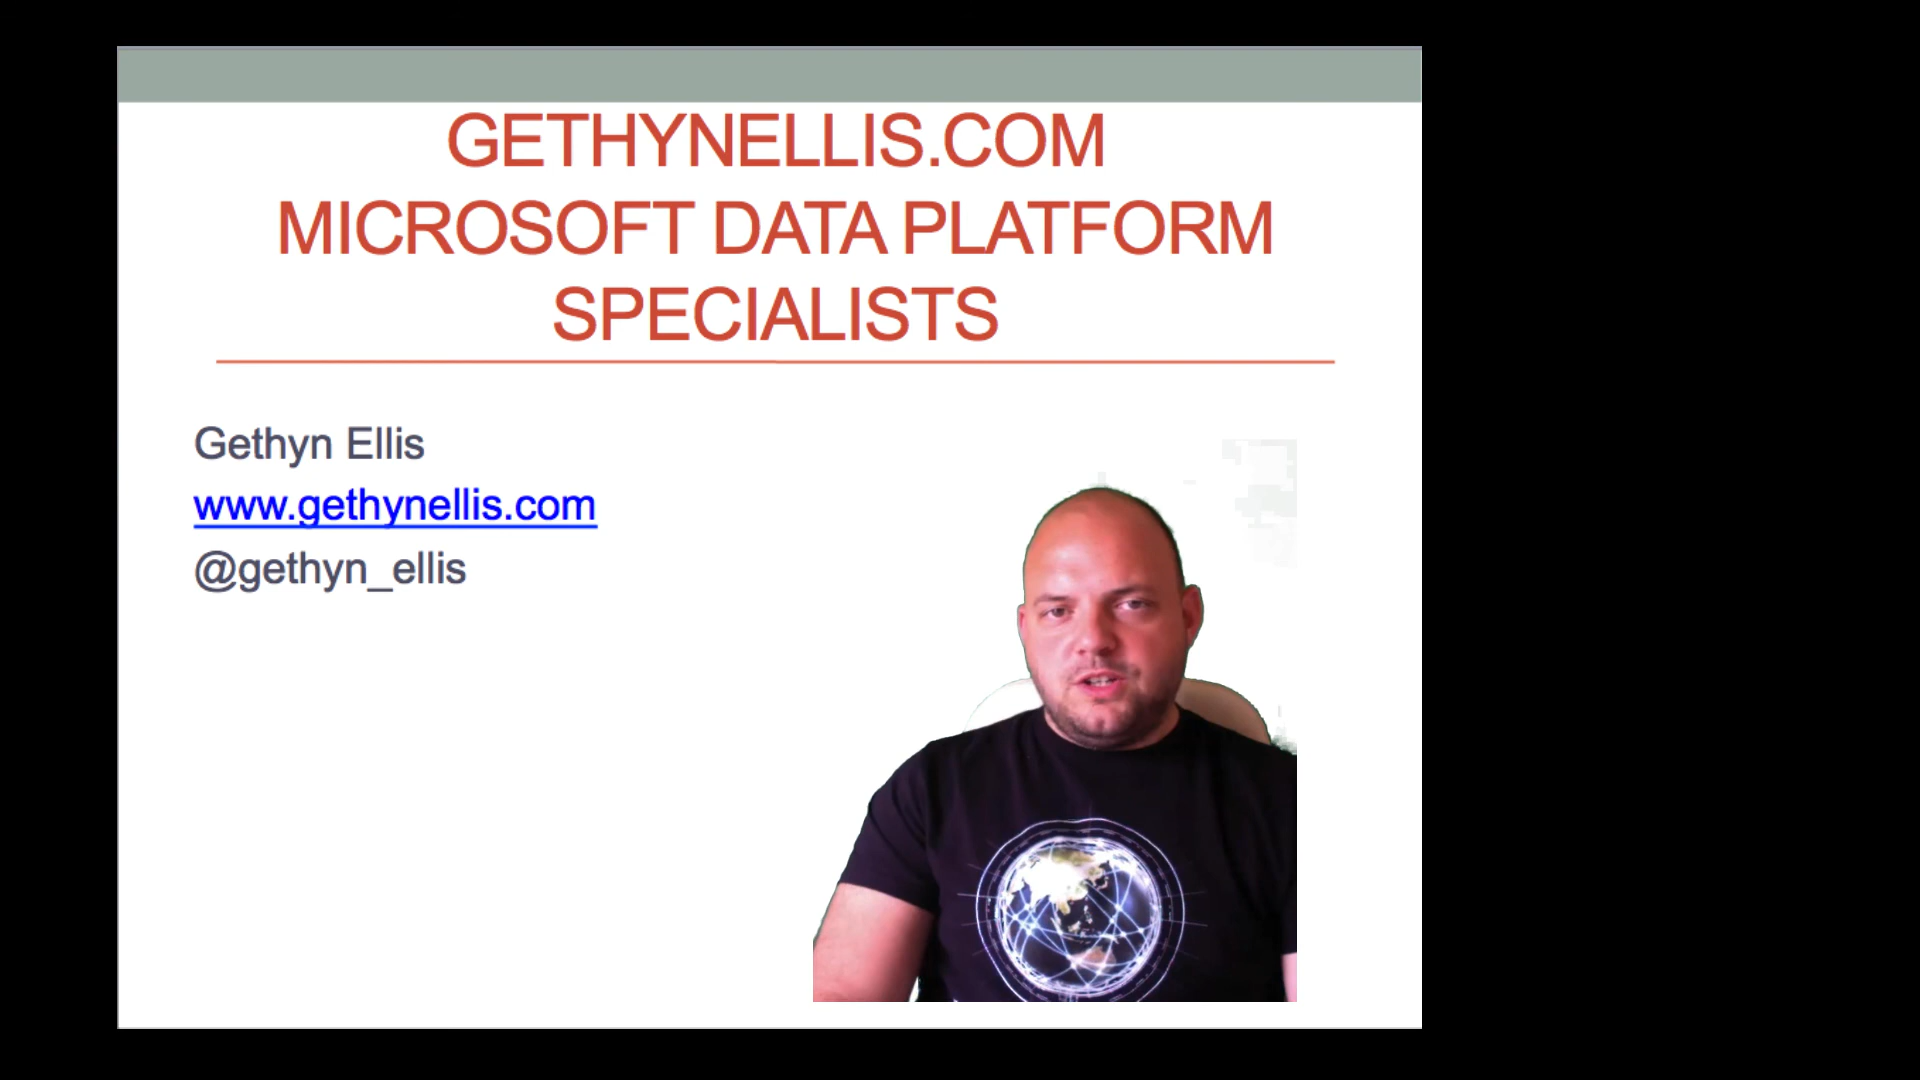 GETHYNELLIS.COM
MICROSOFT DATA PLATFORM
SPECIALISTS
Gethyn Ellis
www.gethynellis.com
@gethyn_ellis